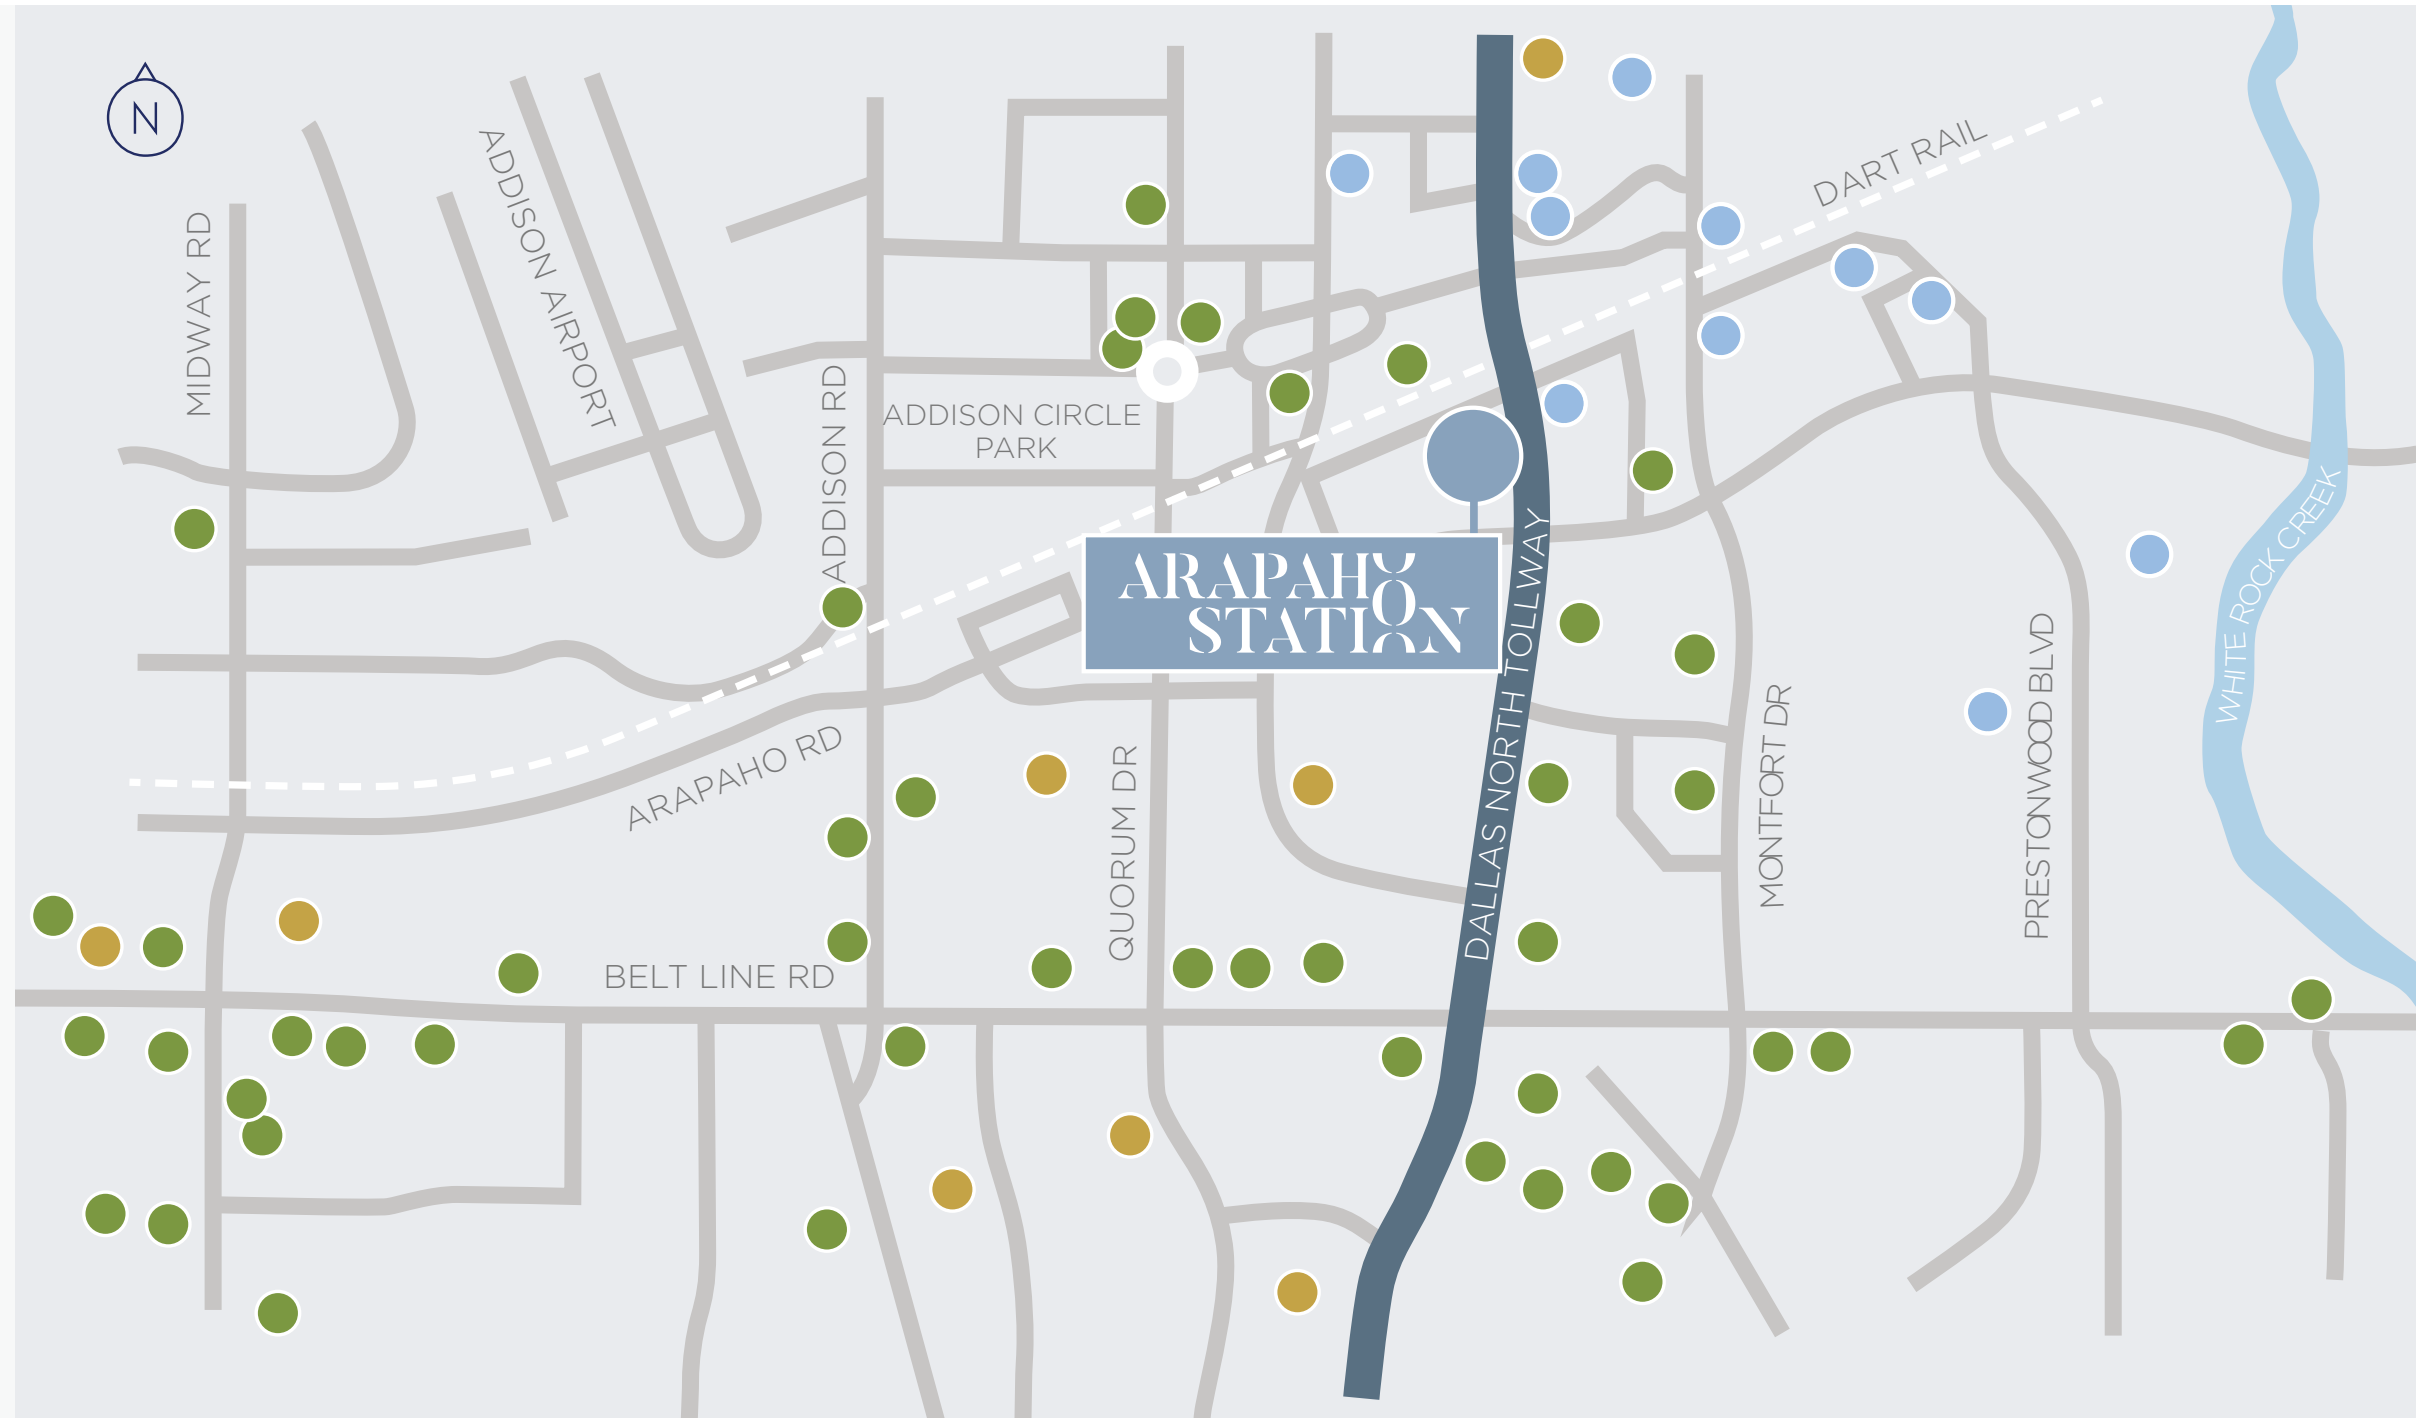 N
DART RAIL
ADDISON AIRPORT
MIDWAY RD
ADDISON RD
ADDISON CIRCLE
PARK
WHITE ROCK CREEK
ARAPAHO
STATION
DALLAS NORTH TOLLWAY
ARAPAHO RD
QUORUM DR
MONTFORT DR
PRESTONWOOD BLVD
BELT LINE RD